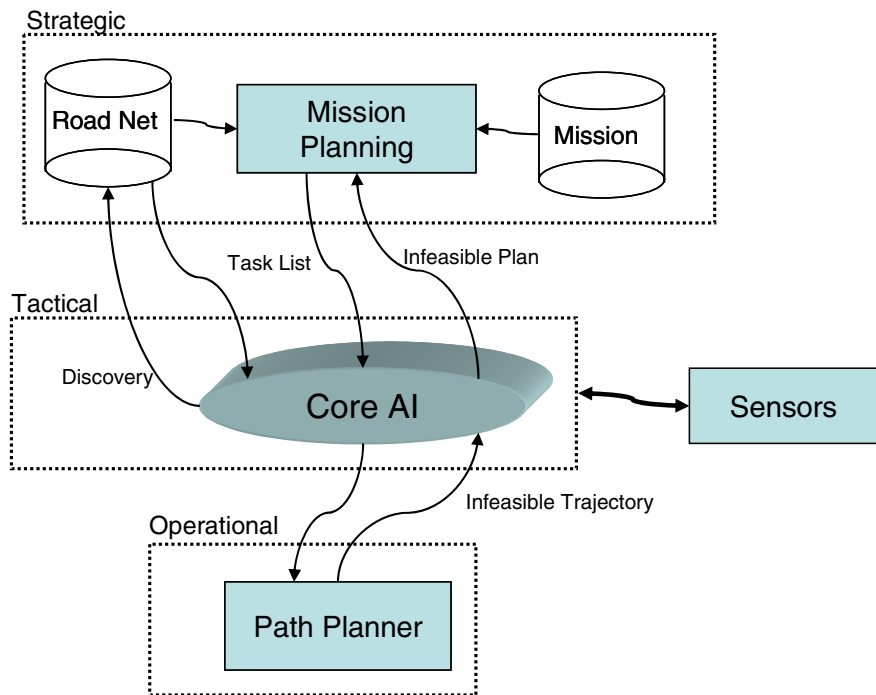 Strategic
Road Net
Mission
Planning
Mission
Task List
Infeasible Plan
Tactical
Discovery
Core AI
Sensors
Infeasible Trajectory
Operational
Path Planner